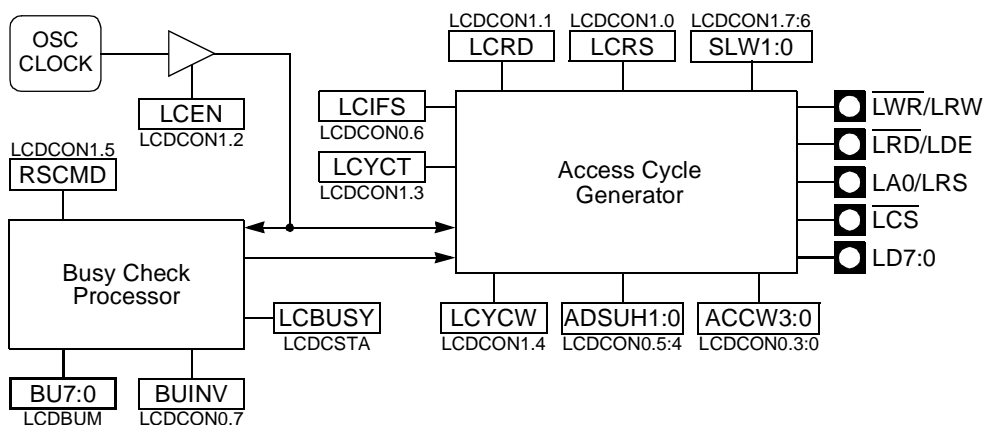 OSC
CLOCK
LCEN
LCDCON1.2
LCDCON1.5
RSCMD
Busy Check
Processor
LCBUSY
LCDCSTA
BU7:0
LCDBUM
BUINV
LCDCON0.7
LCDCON1.1
LCRD
LCDCON1.0
LCRS
LCDCON1.7:6
SLW1:0
LCIFS
LCDCON0.6
LCYCT
LCDCON1.3
Access Cycle
Generator
LCYCW
LCDCON1.4
ADSUH1:0
LCDCON0.5:4
ACCW3:0
LCDCON0.3:0
LWR/LRW
LRD/LDE
LA0/LRS
LCS
LD7:0